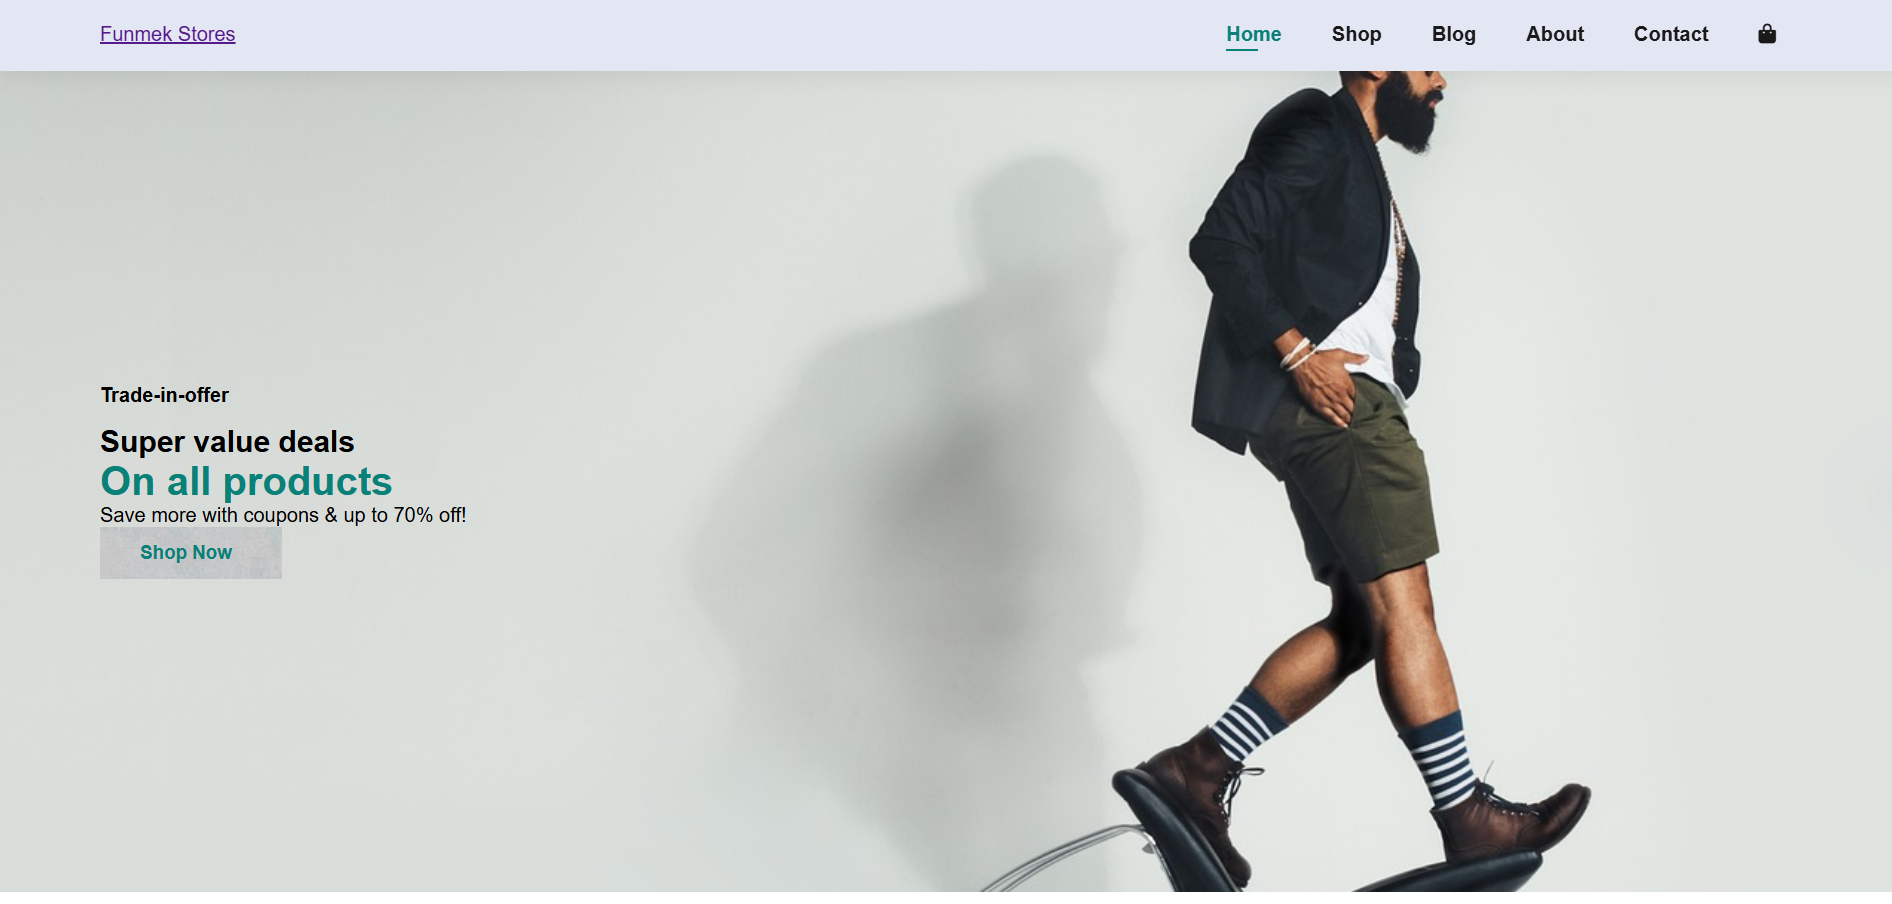 Funmek Stores
Home Shop Blog About Contact
Trade-in-offer
Super value deals
On all products
Save more with coupons & up to 70% off!
Shop Now